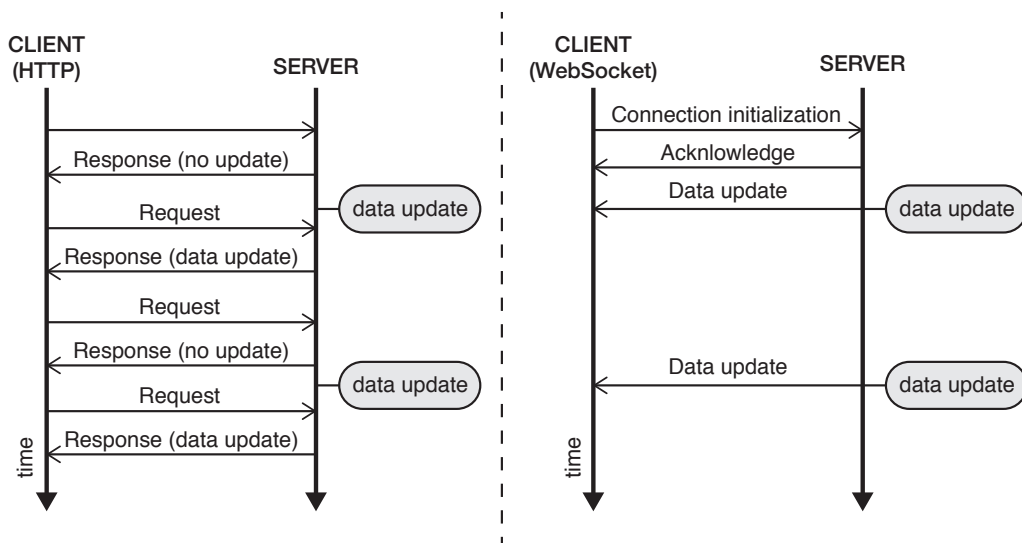 CLIENT
(HTTP)
SERVER
Response (no update)
data update
Request
Response (data update)
Request
Response (no update)
data update
Request
Response (data update)
time
CLIENT
(WebSocket)
SERVER
Connection initialization
Acknlowledge
Data update
data update
Data update
data update
time